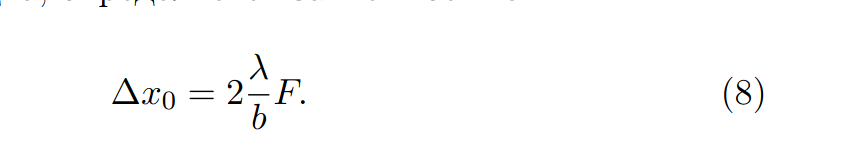 Δx₀ = 2 λ/b F. (8)